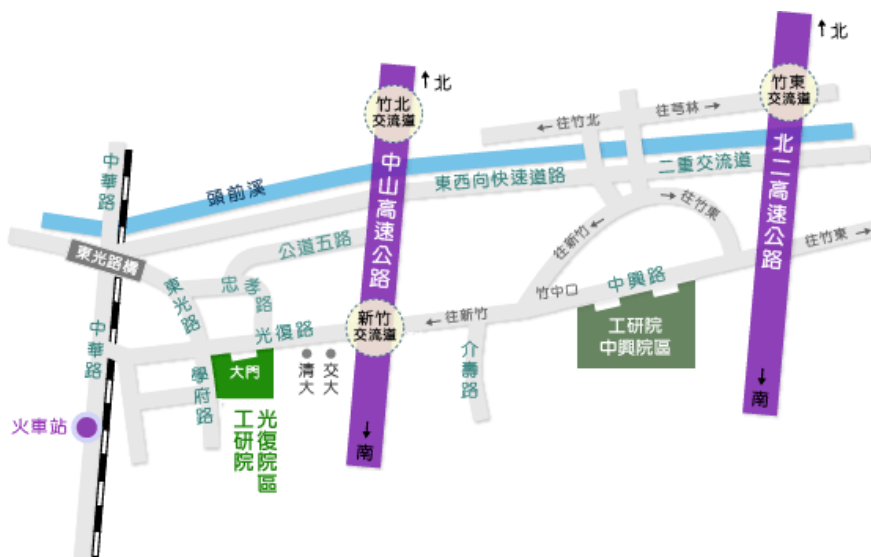 ↑北
↑北
竹東
交流道
竹北
交流道
往芎林→
←往竹北
中華路
頭前溪
中山高速公路
北二高速公路
二重交流道
東西向快速道路
往竹東
往新竹
往竹東→
公道五路
東光路橋
東光路
忠孝路
中興路
竹中口
新竹
交流道
←往新竹
光復路
工研院
中興院區
中華路
大門
清大
交大
介壽路
學府路
↓南
↓南
火車站
光復院區
工研院